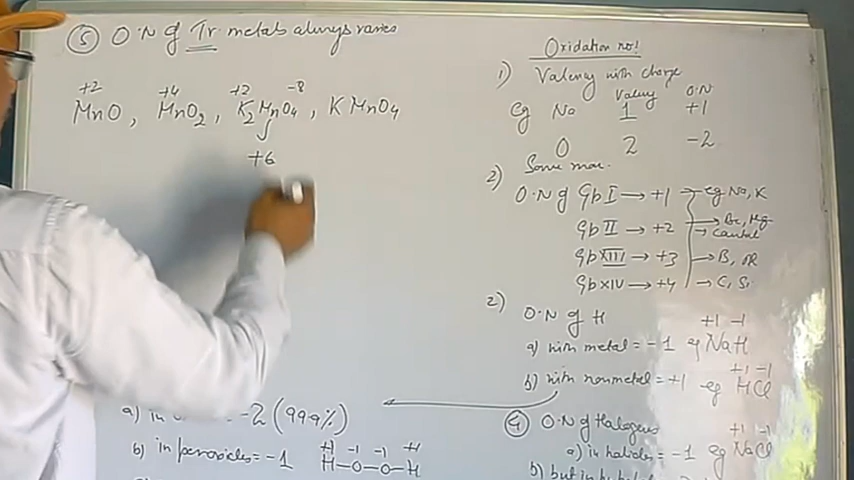 ⑤ O.N of Tr. metals always varies
+2 +4 +2 -8
MnO, MnO2, K2MnO4, KMnO4
+6
a) in -2 (99.9%)
b) in peroxides = -1
+1 -1 -1 +1
H-O-O-H
Oxidation no!
1) Valency with charge
Valency O.N
Eg Na 1 +1
O 2 -2
2) Some more.
O.N of Gp I → +1 → eg Na, K
Gp II → +2 → Be, Mg
→ Ca
Gp XIII → +3 → B, Al
Gp XIV → +4 → C, Si
2) O.N of H
+1 -1
a) with metal = -1 eg NaH
+1 -1
b) with nonmetal = +1 eg HCl
④ O.N of Halogens
+1 -1
a) in halides = -1 eg NaCl
b) but in